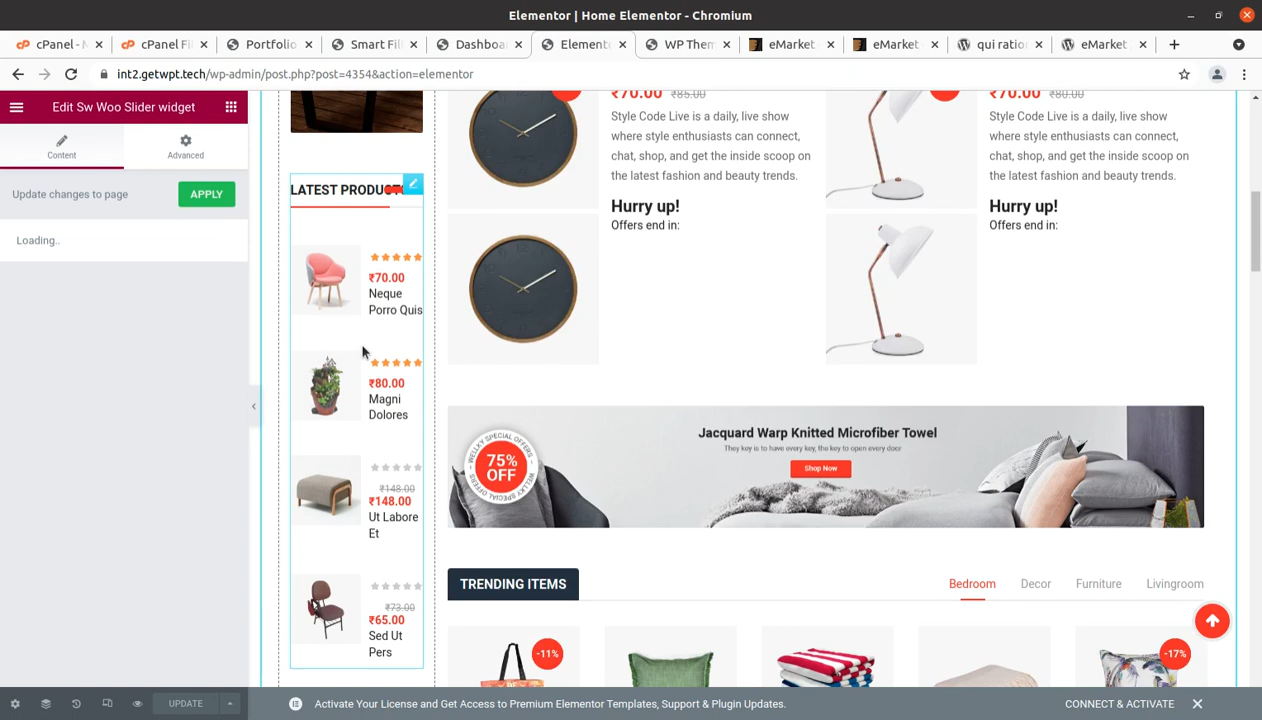 Elementor | Home Elementor - Chromium
cPanel - M
cPanel Fi
Portfolio
Smart Fil
Dashboa
Elemento
WP Them
eMarket
eMarket
qui ratio
eMarket
int2.getwpt.tech/wp-admin/post.php?post=4354&action=elementor
Edit Sw Woo Slider widget
Content
Advanced
Update changes to page
APPLY
Loading..
LATEST PRODUCTS
₹70.00
Neque
Porro Quis
₹80.00
Magni
Dolores
₹148.00
₹148.00
Ut Labore
Et
₹73.00
₹65.00
Sed Ut
Pers
₹70.00 ₹85.00
Style Code Live is a daily, live show
where style enthusiasts can connect,
chat, shop, and get the inside scoop on
the latest fashion and beauty trends.
Hurry up!
Offers end in:
₹70.00 ₹80.00
Style Code Live is a daily, live show
where style enthusiasts can connect,
chat, shop, and get the inside scoop on
the latest fashion and beauty trends.
Hurry up!
Offers end in:
WELLKY SPECIAL OFFERS
75%
OFF
WELLKY SPECIAL OFFERS
Jacquard Warp Knitted Microfiber Towel
They key is to have every key, the key to open every door
Shop Now
TRENDING ITEMS
Bedroom
Decor
Furniture
Livingroom
-11%
-17%
UPDATE
Activate Your License and Get Access to Premium Elementor Templates, Support & Plugin Updates.
CONNECT & ACTIVATE